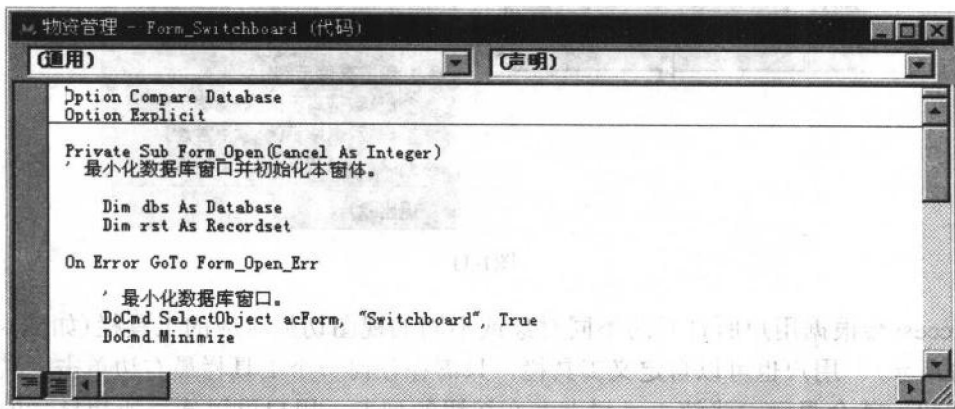 物资管理 - Form_Switchboard (代码)
(通用) (声明)
Option Compare Database
Option Explicit
Private Sub Form_Open(Cancel As Integer)
' 最小化数据库窗口并初始化本窗体。
Dim dbs As Database
Dim rst As Recordset
On Error GoTo Form_Open_Err
' 最小化数据库窗口。
DoCmd.SelectObject acForm, "Switchboard", True
DoCmd.Minimize